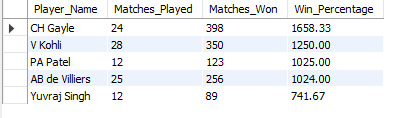 Player_Name Matches_Played Matches_Won Win_Percentage
CH Gayle 24 398 1658.33
V Kohli 28 350 1250.00
PA Patel 12 123 1025.00
AB de Villiers 25 256 1024.00
Yuvraj Singh 12 89 741.67